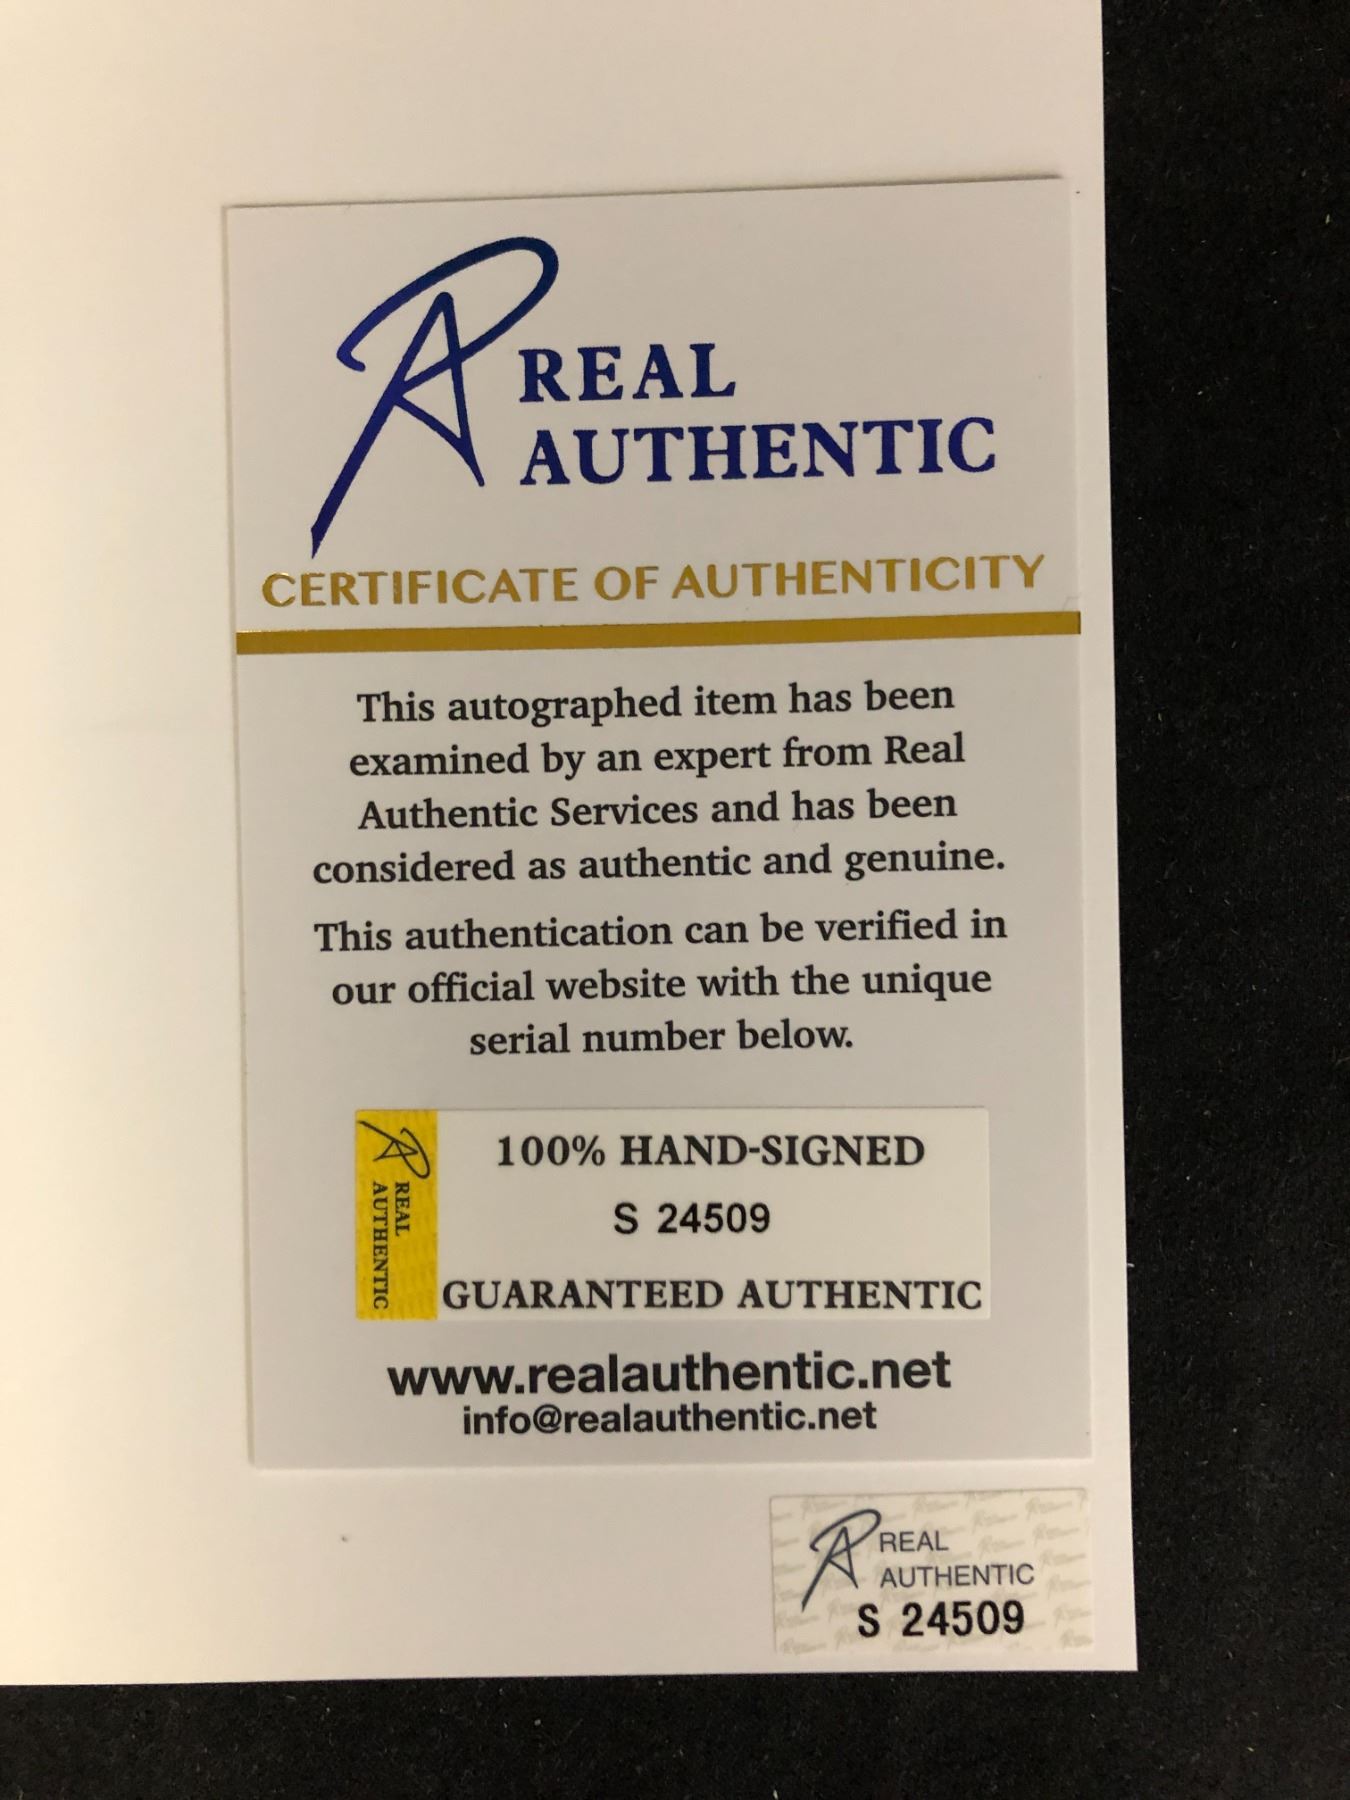 REAL
AUTHENTIC
CERTIFICATE OF AUTHENTICITY
This autographed item has been
examined by an expert from Real
Authentic Services and has been
considered as authentic and genuine.
This authentication can be verified in
our official website with the unique
serial number below.
REAL
AUTHENTIC
100% HAND-SIGNED
S 24509
GUARANTEED AUTHENTIC
www.realauthentic.net
info@realauthentic.net
REAL
AUTHENTIC
S 24509